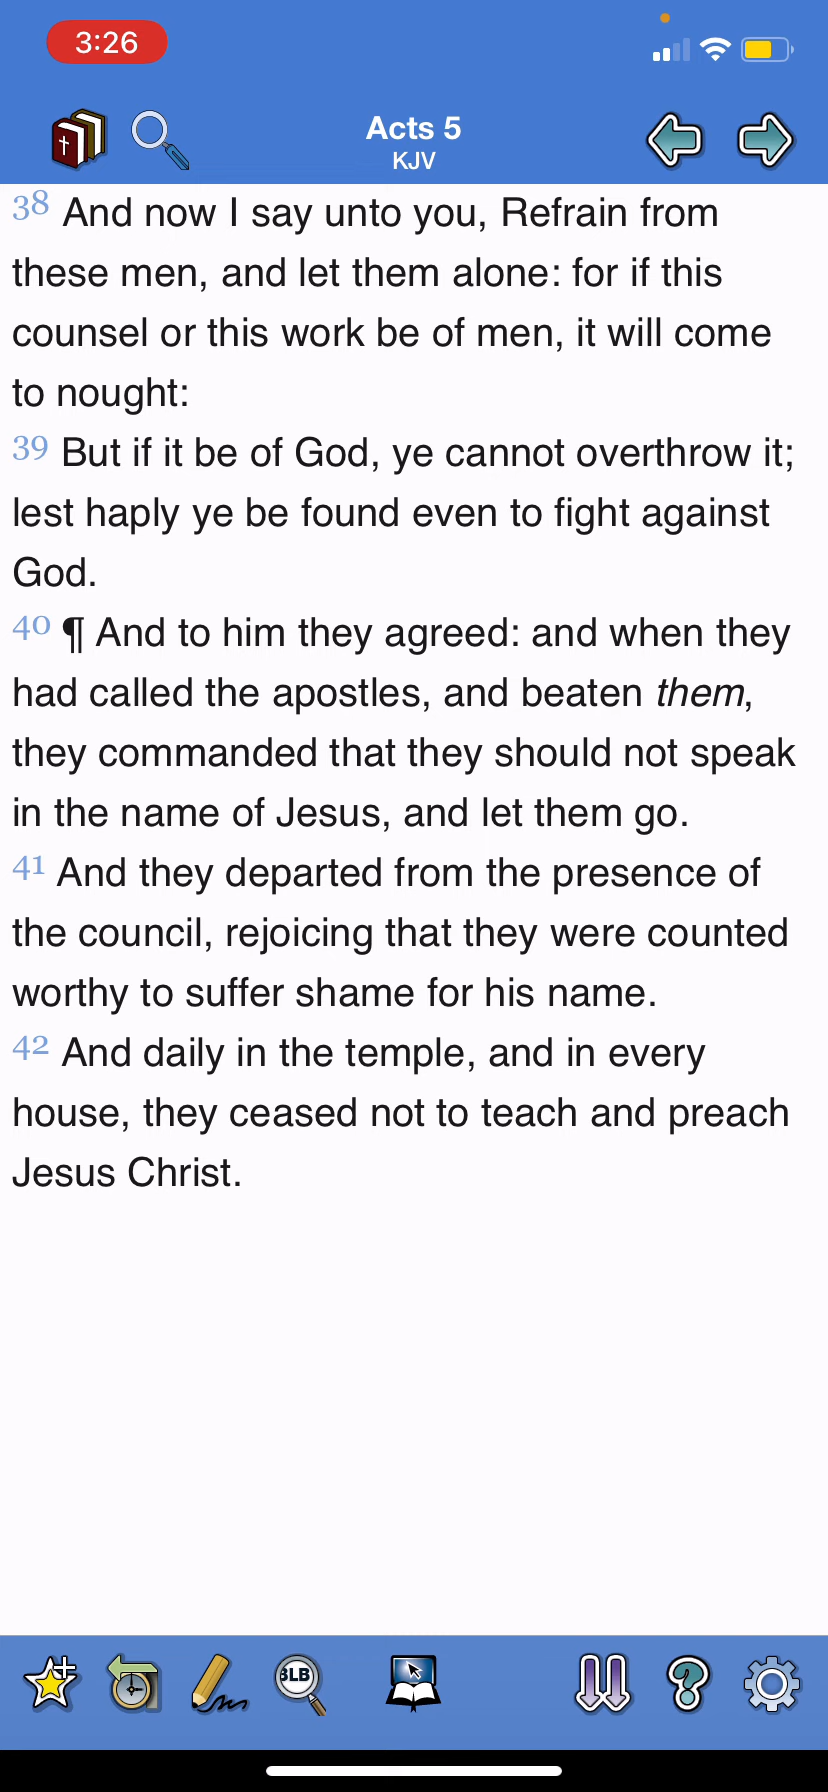 3:26
Acts 5
KJV
38 And now I say unto you, Refrain from
these men, and let them alone: for if this
counsel or this work be of men, it will come
to nought:
39 But if it be of God, ye cannot overthrow it;
lest haply ye be found even to fight against
God.
40 ¶ And to him they agreed: and when they
had called the apostles, and beaten them,
they commanded that they should not speak
in the name of Jesus, and let them go.
41 And they departed from the presence of
the council, rejoicing that they were counted
worthy to suffer shame for his name.
42 And daily in the temple, and in every
house, they ceased not to teach and preach
Jesus Christ.
BLB